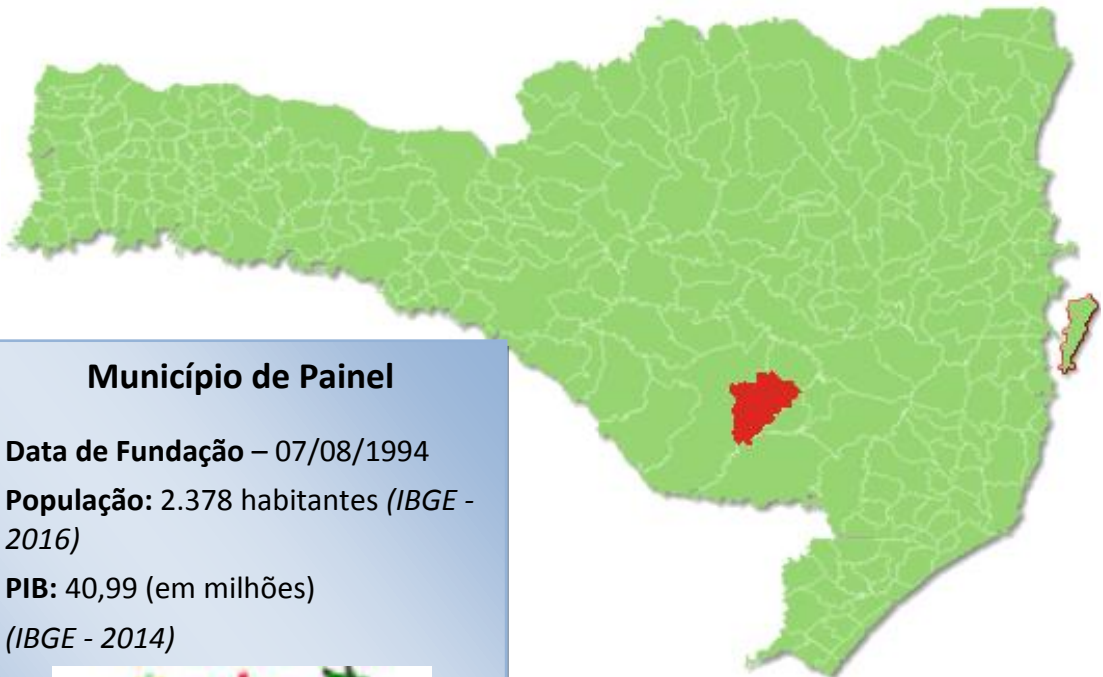 Município de Painel
Data de Fundação – 07/08/1994
População: 2.378 habitantes (IBGE -
2016)
PIB: 40,99 (em milhões)
(IBGE - 2014)